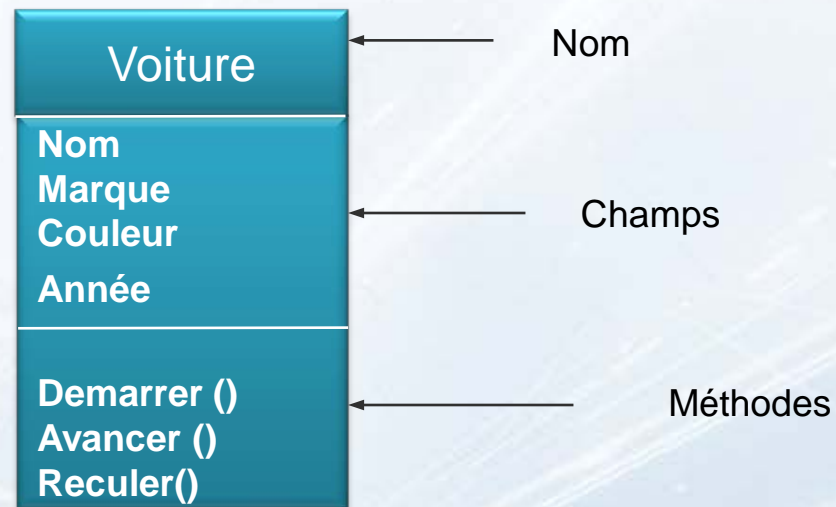 Voiture
Nom
Nom
Marque
Couleur
Année
Champs
Demarrer ()
Avancer ()
Reculer()
Méthodes